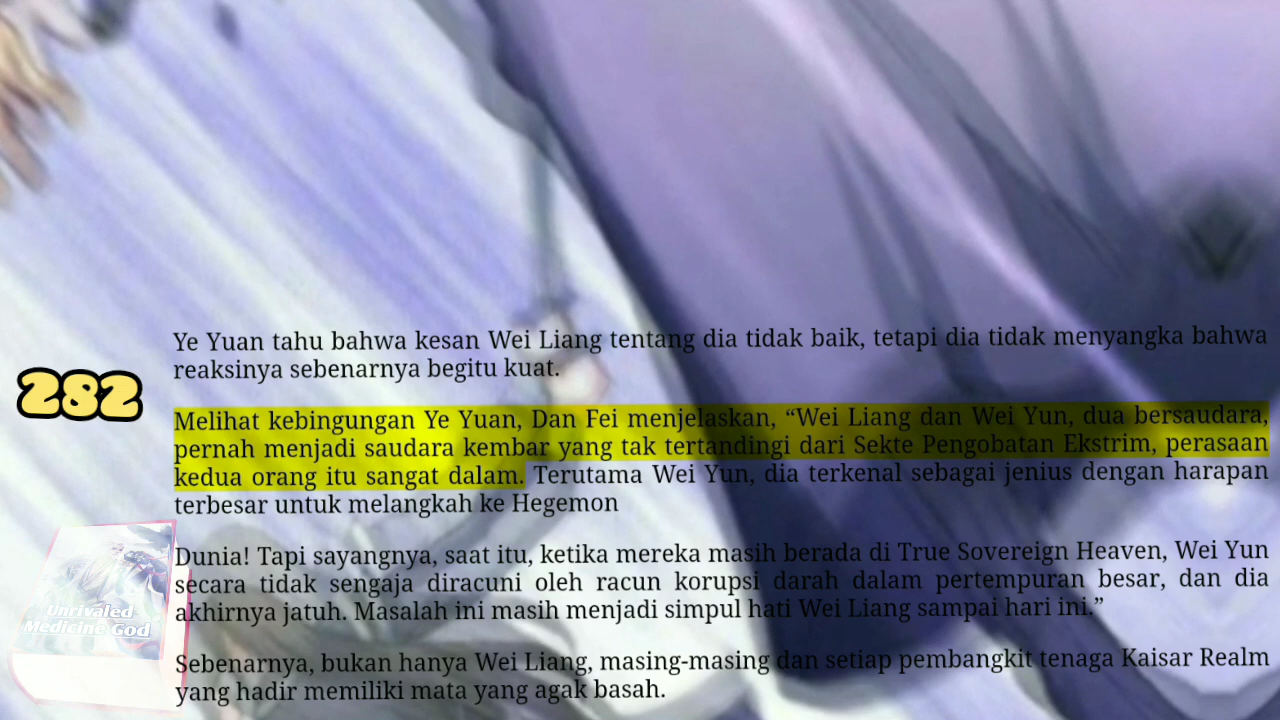 Ye Yuan tahu bahwa kesan Wei Liang tentang dia tidak baik, tetapi dia tidak menyangka bahwa
reaksinya sebenarnya begitu kuat.
282
Melihat kebingungan Ye Yuan, Dan Fei menjelaskan, “Wei Liang dan Wei Yun, dua bersaudara,
pernah menjadi saudara kembar yang tak tertandingi dari Sekte Pengobatan Ekstrim, perasaan
kedua orang itu sangat dalam. Terutama Wei Yun, dia terkenal sebagai jenius dengan harapan
terbesar untuk melangkah ke Hegemon
Dunia! Tapi sayangnya, saat itu, ketika mereka masih berada di True Sovereign Heaven, Wei Yun
secara tidak sengaja diracuni oleh racun korupsi darah dalam pertempuran besar, dan dia
akhirnya jatuh. Masalah ini masih menjadi simpul hati Wei Liang sampai hari ini.”
Unrivaled
Medicine God
Sebenarnya, bukan hanya Wei Liang, masing-masing dan setiap pembangkit tenaga Kaisar Realm
yang hadir memiliki mata yang agak basah.